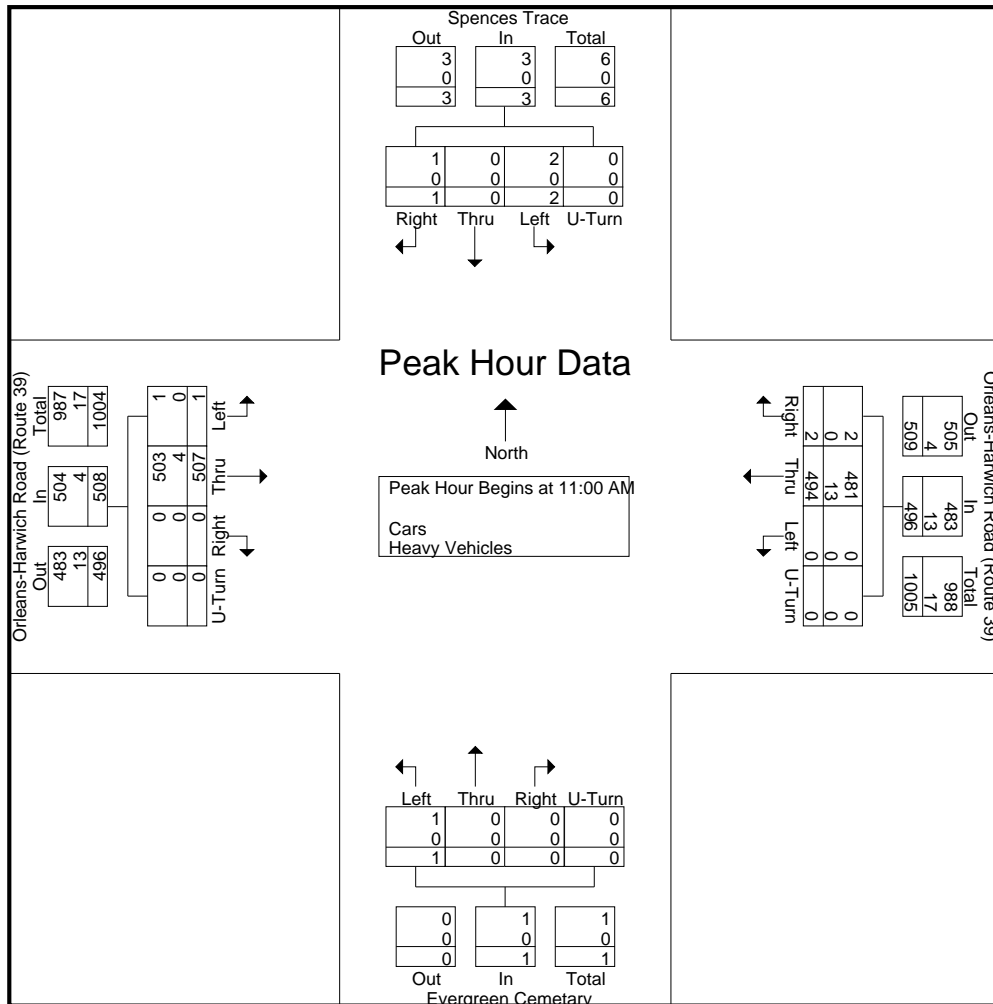 Spences Trace
Out In Total
3 3 6
0 0 0
3 3 6
1 0 2 0
0 0 0 0
1 0 2 0
Right Thru Left U-Turn
Peak Hour Data
North
Peak Hour Begins at 11:00 AM
Cars
Heavy Vehicles
Orleans-Harwich Road (Route 39)
Total In Out
987 504 483
17 4 13
1004 508 496
1 503 0 0
0 4 0 0
1 507 0 0
Left Thru Right U-Turn
Orleans-Harwich Road (Route 39)
Out In Total
505 483 988
4 13 17
509 496 1005
2 481 0 0
0 13 0 0
2 494 0 0
Right Thru Left U-Turn
Left Thru Right U-Turn
1 0 0 0
0 0 0 0
1 0 0 0
0 1 1
0 0 0
0 1 1
Out In Total
Evergreen Cemetary